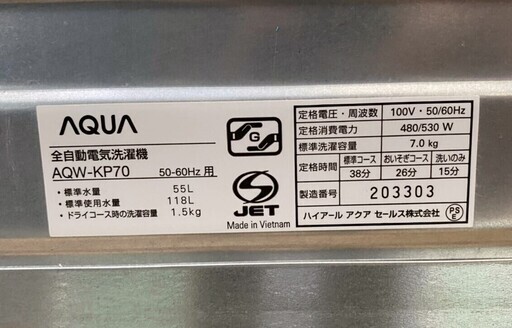 AQUA
全自動電気洗濯機
AQW-KP70 50-60Hz 用
・標準水量 55L
・標準使用水量 118L
・ドライコース時の洗濯容量 1.5kg
G
S
JET
Made in Vietnam
定格電圧・周波数 100V・50/60Hz
定格消費電力 480/530 W
標準洗濯容量 7.0 kg
定格時間 標準コース おいそぎコース 洗いのみ
38分 26分 15分
製造番号 203303
ハイアール アクア セールス株式会社 PSE